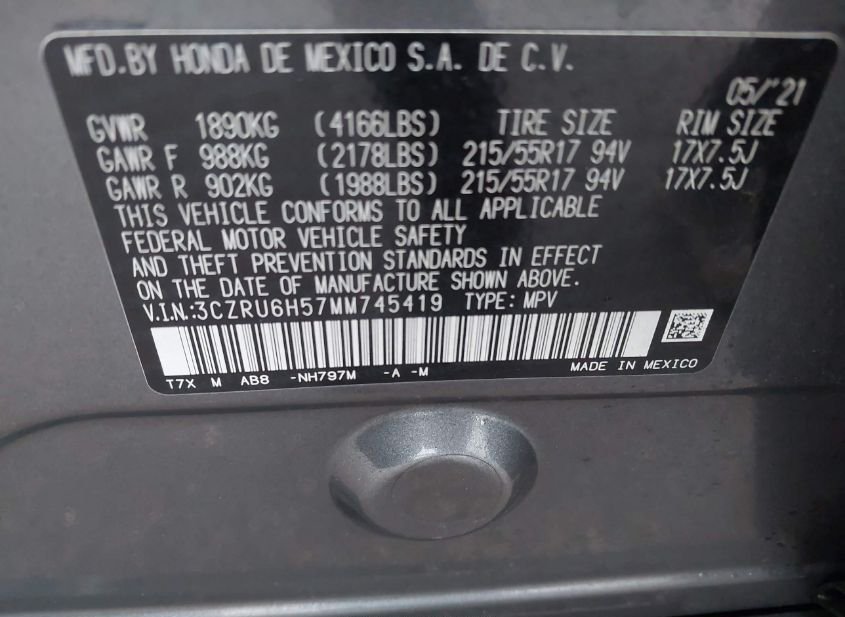 MFD.BY HONDA DE MEXICO S.A. DE C.V.
05/'21
GVWR 1890KG (4166LBS) TIRE SIZE RIM SIZE
GAWR F 988KG (2178LBS) 215/55R17 94V 17X7.5J
GAWR R 902KG (1988LBS) 215/55R17 94V 17X7.5J
THIS VEHICLE CONFORMS TO ALL APPLICABLE
FEDERAL MOTOR VEHICLE SAFETY
AND THEFT PREVENTION STANDARDS IN EFFECT
ON THE DATE OF MANUFACTURE SHOWN ABOVE.
V.I.N.:3CZRU6H57MM745419 TYPE: MPV
T7X M AB8 -NH797M -A -M MADE IN MEXICO